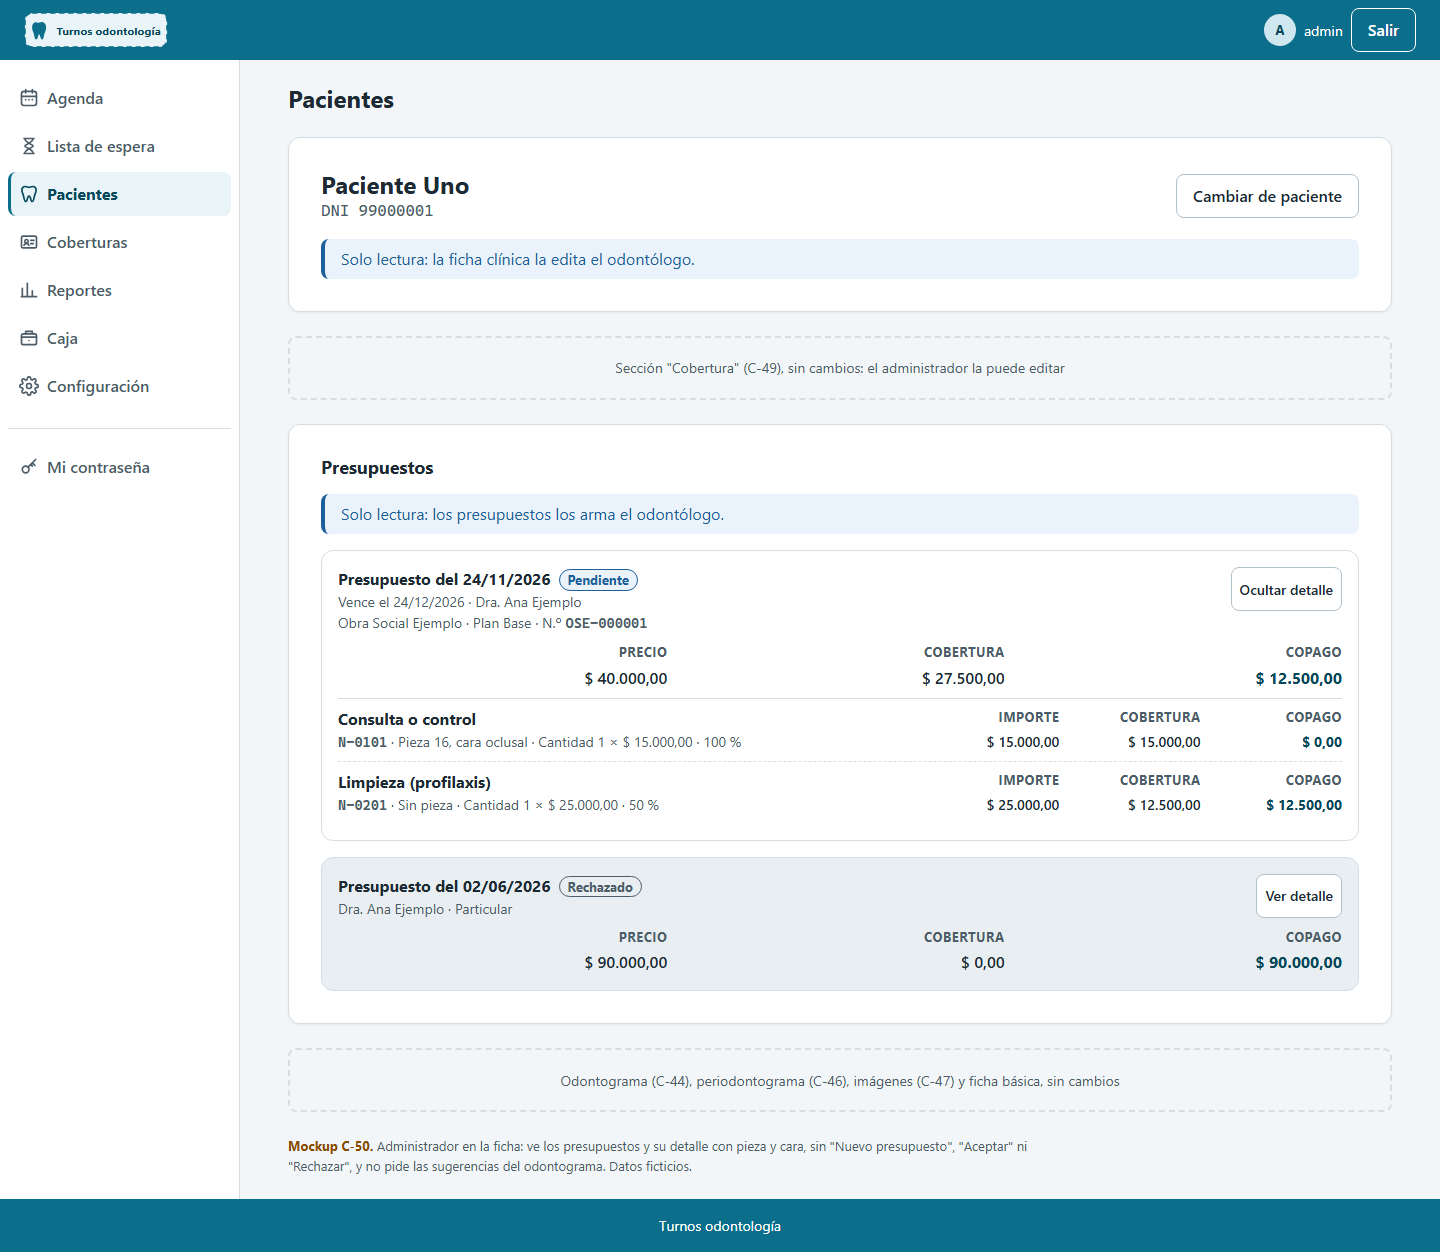 Turnos odontología
A
admin
Salir
Agenda
Lista de espera
Pacientes
Coberturas
Reportes
Caja
Configuración
Mi contraseña
Pacientes
Paciente Uno
DNI 99000001
Cambiar de paciente
Solo lectura: la ficha clínica la edita el odontólogo.
Sección "Cobertura" (C-49), sin cambios: el administrador la puede editar
Presupuestos
Solo lectura: los presupuestos los arma el odontólogo.
Presupuesto del 24/11/2026 Pendiente
Ocultar detalle
Vence el 24/12/2026 · Dra. Ana Ejemplo
Obra Social Ejemplo · Plan Base · N.º OSE-000001
PRECIO COBERTURA COPAGO
$ 40.000,00 $ 27.500,00 $ 12.500,00
Consulta o control IMPORTE COBERTURA COPAGO
N-0101 · Pieza 16, cara oclusal · Cantidad 1 × $ 15.000,00 · 100 % $ 15.000,00 $ 15.000,00 $ 0,00
Limpieza (profilaxis) IMPORTE COBERTURA COPAGO
N-0201 · Sin pieza · Cantidad 1 × $ 25.000,00 · 50 % $ 25.000,00 $ 12.500,00 $ 12.500,00
Presupuesto del 02/06/2026 Rechazado
Ver detalle
Dra. Ana Ejemplo · Particular
PRECIO COBERTURA COPAGO
$ 90.000,00 $ 0,00 $ 90.000,00
Odontograma (C-44), periodontograma (C-46), imágenes (C-47) y ficha básica, sin cambios
Mockup C-50. Administrador en la ficha: ve los presupuestos y su detalle con pieza y cara, sin "Nuevo presupuesto", "Aceptar" ni
"Rechazar", y no pide las sugerencias del odontograma. Datos ficticios.
Turnos odontología